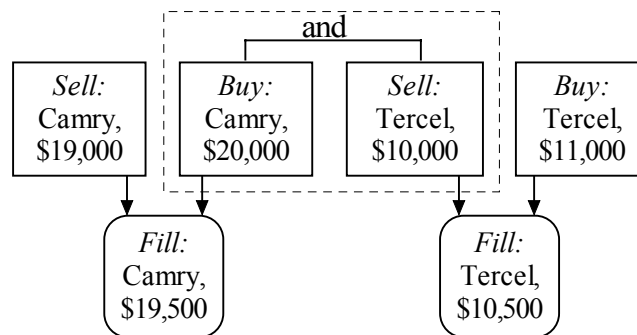 and
Sell:
Camry,
$19,000
Buy:
Camry,
$20,000
Sell:
Tercel,
$10,000
Buy:
Tercel,
$11,000
Fill:
Camry,
$19,500
Fill:
Tercel,
$10,500